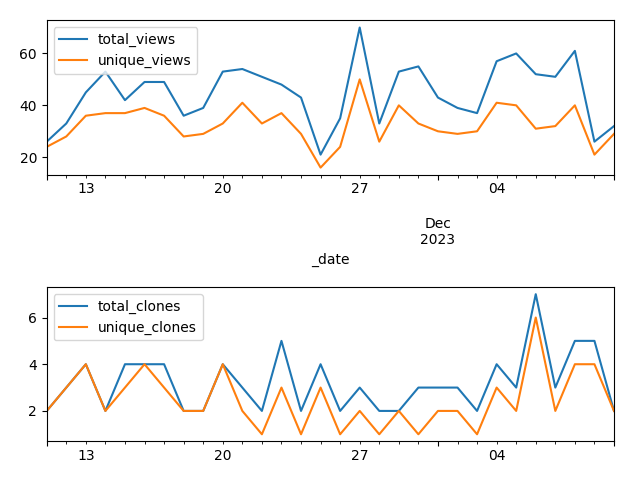 total_views
unique_views
60
40
20
13 20 27 04
Dec
2023
_date
total_clones
unique_clones
6
4
2
13 20 27 04